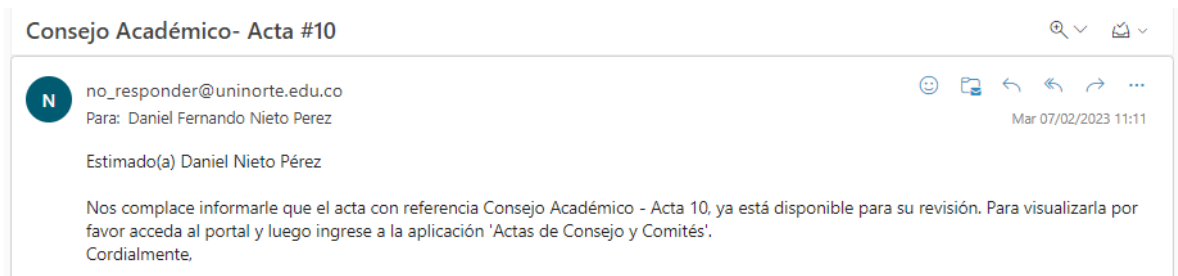 Consejo Académico- Acta #10
N
no_responder@uninorte.edu.co
Para: Daniel Fernando Nieto Perez
Mar 07/02/2023 11:11
Estimado(a) Daniel Nieto Pérez
Nos complace informarle que el acta con referencia Consejo Académico - Acta 10, ya está disponible para su revisión. Para visualizarla por
favor acceda al portal y luego ingrese a la aplicación 'Actas de Consejo y Comités'.
Cordialmente,